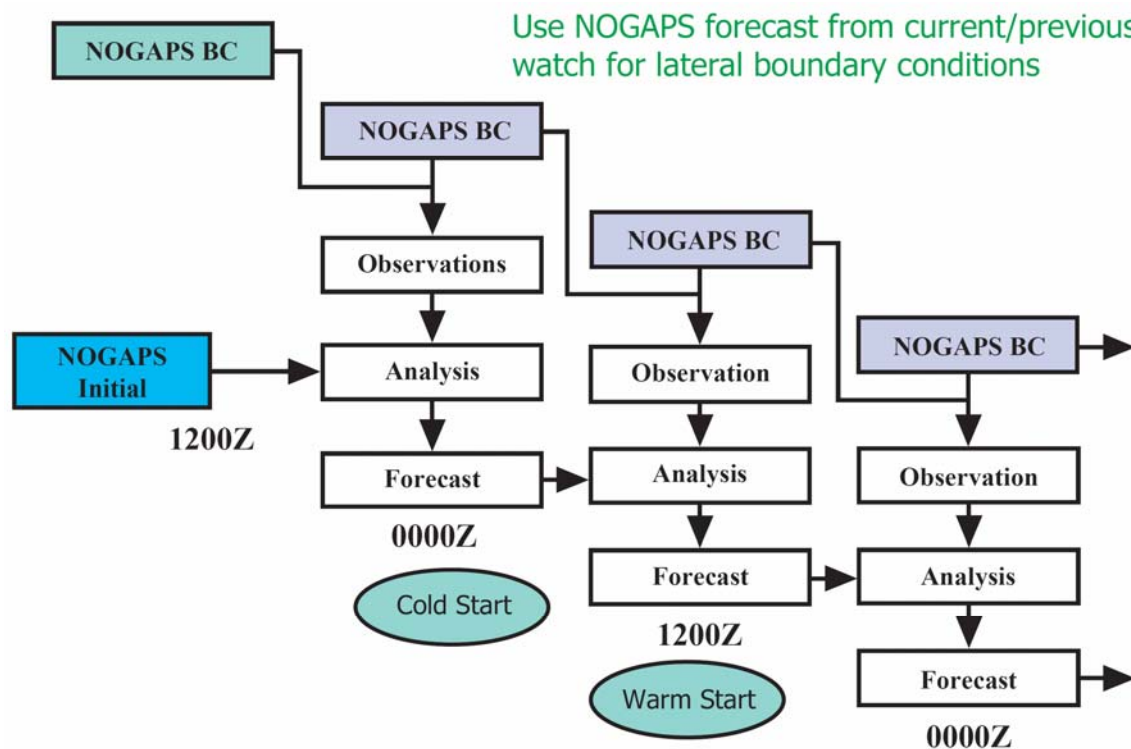 NOGAPS BC
Use NOGAPS forecast from current/previous
watch for lateral boundary conditions
NOGAPS BC
Observations
NOGAPS
Initial
1200Z
Analysis
Forecast
0000Z
Cold Start
NOGAPS BC
Observation
Analysis
Forecast
1200Z
Warm Start
NOGAPS BC
Observation
Analysis
Forecast
0000Z